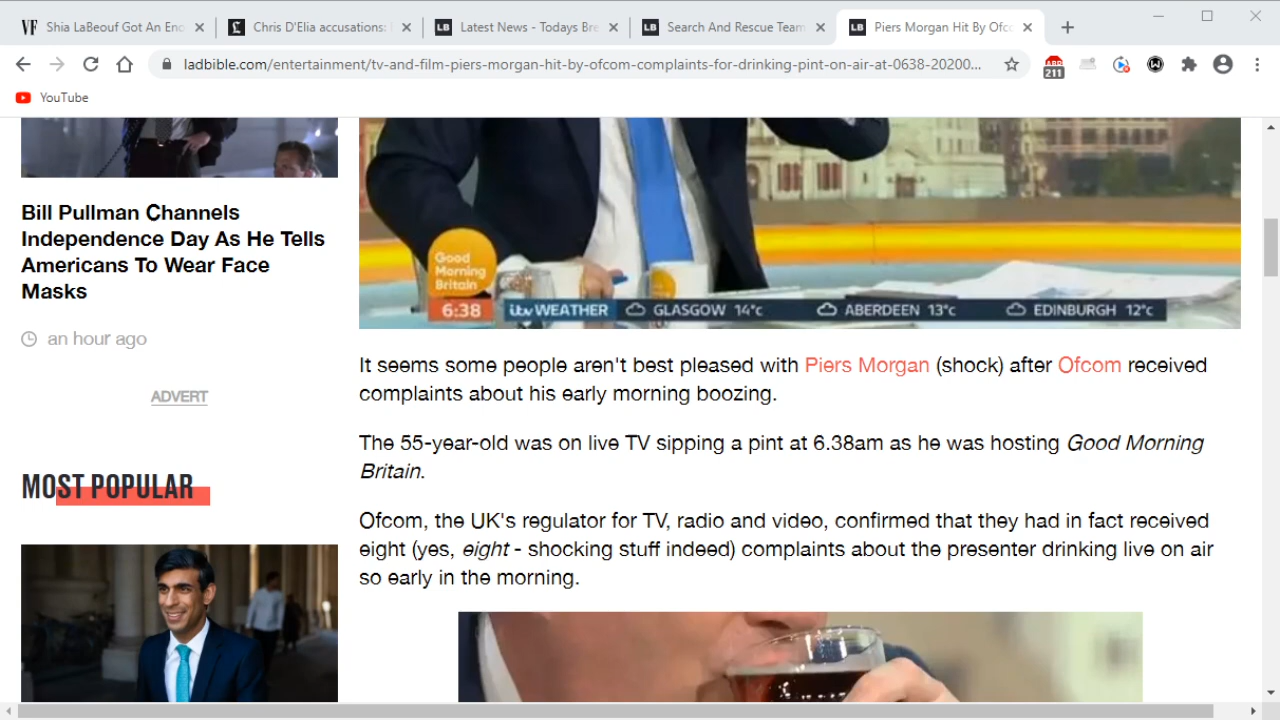 Shia LaBeouf Got An Enc
Chris D'Elia accusations: I
Latest News - Todays Bre
Search And Rescue Team
Piers Morgan Hit By Ofco
ladbible.com/entertainment/tv-and-film-piers-morgan-hit-by-ofcom-complaints-for-drinking-pint-on-air-at-0638-20200...
211
YouTube
Bill Pullman Channels
Independence Day As He Tells
Americans To Wear Face
Masks
an hour ago
ADVERT
MOST POPULAR
Good
Morning
Britain
6:38
itv WEATHER GLASGOW 14°c ABERDEEN 13°c EDINBURGH 12°c
It seems some people aren't best pleased with Piers Morgan (shock) after Ofcom received
complaints about his early morning boozing.
The 55-year-old was on live TV sipping a pint at 6.38am as he was hosting Good Morning
Britain.
Ofcom, the UK's regulator for TV, radio and video, confirmed that they had in fact received
eight (yes, eight - shocking stuff indeed) complaints about the presenter drinking live on air
so early in the morning.